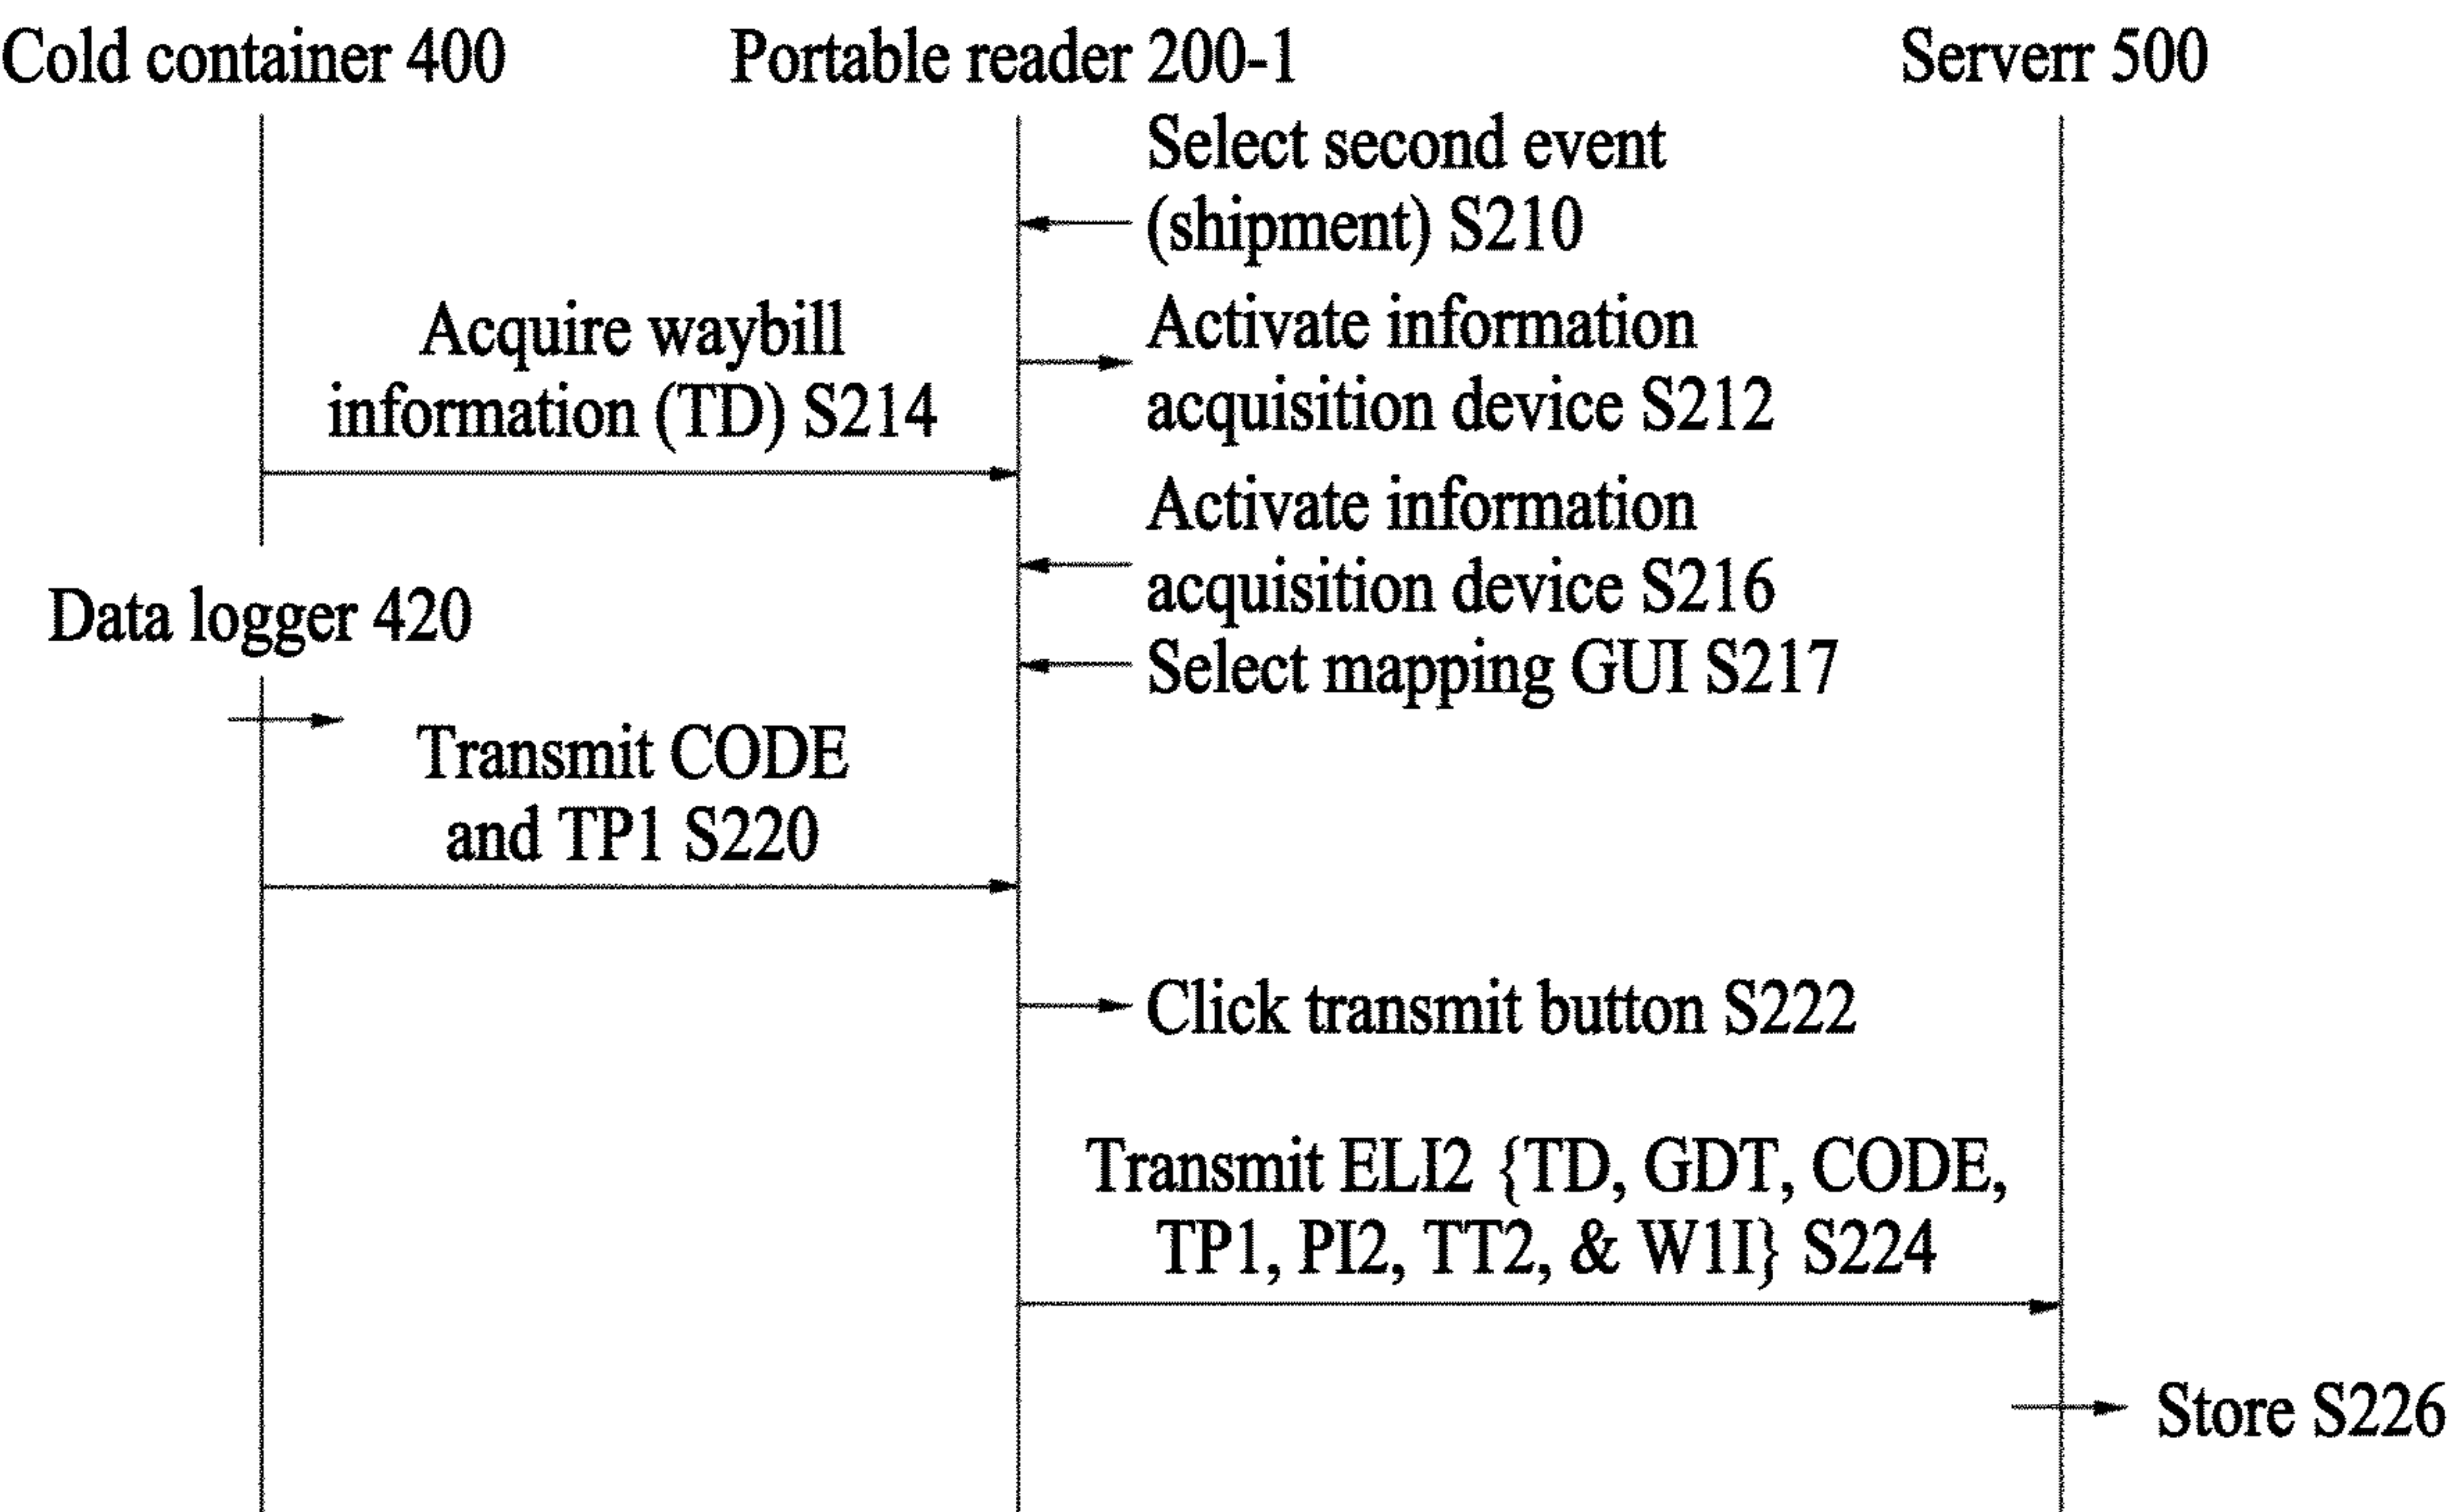 Cold container 400
Portable reader 200-1
Serverr 500
Select second event
(shipment) S210
Activate information
acquisition device S212
Acquire waybill
information (TD) S214
Activate information
acquisition device S216
Data logger 420
Select mapping GUI S217
Transmit CODE
and TP1 S220
Click transmit button S222
Transmit ELI2 {TD, GDT, CODE,
TP1, PI2, TT2, & W1I} S224
Store S226